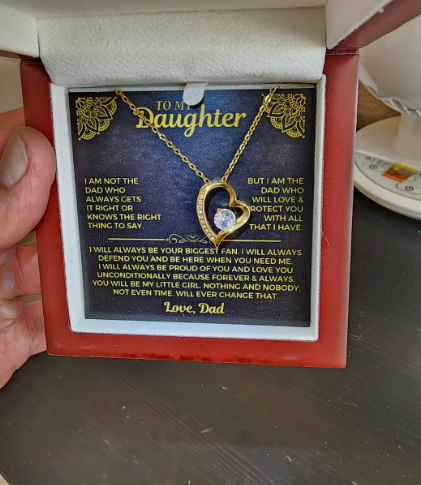 TO MY
Daughter
I AM NOT THE
DAD WHO
ALWAYS GETS
IT RIGHT OR
KNOWS THE RIGHT
THING TO SAY.
BUT I AM THE
DAD WHO
WILL LOVE &
PROTECT YOU
WITH ALL
THAT I HAVE.
I WILL ALWAYS BE YOUR BIGGEST FAN. I WILL ALWAYS
DEFEND YOU AND BE HERE WHEN YOU NEED ME.
I WILL ALWAYS BE PROUD OF YOU AND LOVE YOU
UNCONDITIONALLY BECAUSE FOREVER & ALWAYS,
YOU WILL BE MY LITTLE GIRL. NOTHING AND NOBODY,
NOT EVEN TIME, WILL EVER CHANGE THAT.
Love, Dad